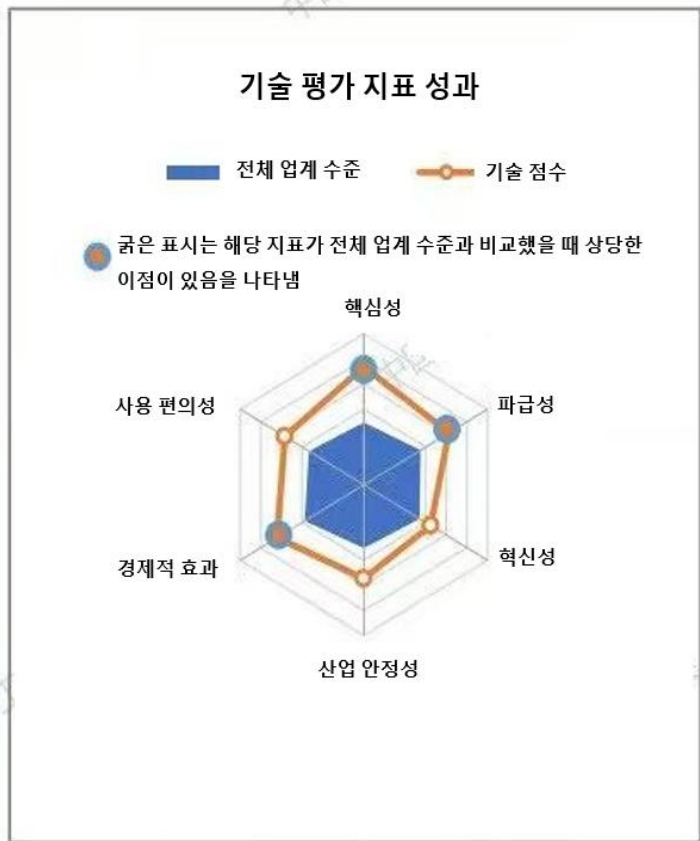 기술 평가 지표 성과
전체 업계 수준
기술 점수
굵은 표시는 해당 지표가 전체 업계 수준과 비교했을 때 상당한
이점이 있음을 나타냄
핵심성
사용 편의성
파급성
경제적 효과
혁신성
산업 안정성